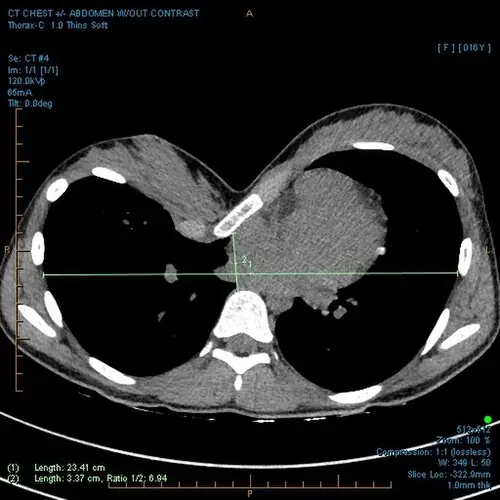 CT CHEST +/- ABDOMEN W/OUT CONTRAST
Thorax-C 1.0 Thins Soft
A
[ F ] [016Y ]
Se: CT #4
Im: 1/1 [1/1]
120.0kVp
65mA
Tilt: 0.0deg
R
L
2
1
512x512
Zoom: 100 %
Compression: 1:1 (lossless)
W: 349 L: 50
Slice Loc: -322.9mm
1.0mm thk
(1) Length: 23.41 cm
(2) Length: 3.37 cm, Ratio 1/2: 6.94
P